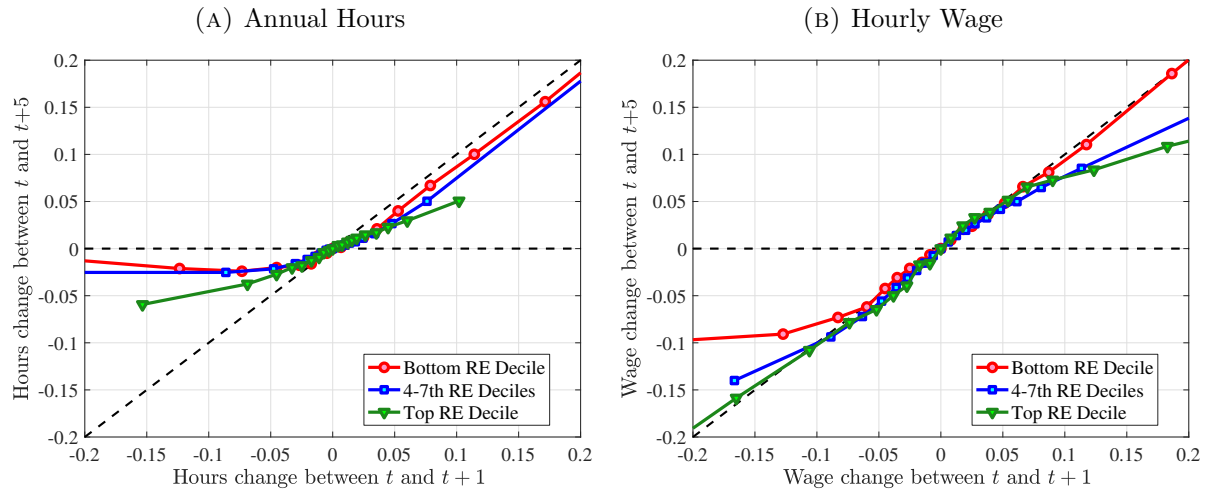 (A) Annual Hours
Hours change between t and t+5
0.2
0.15
0.1
0.05
0
-0.05
-0.1
-0.15
-0.2
Bottom RE Decile
4-7th RE Deciles
Top RE Decile
-0.2 -0.15 -0.1 -0.05 0 0.05 0.1 0.15 0.2
Hours change between t and t + 1
(B) Hourly Wage
Wage change between t and t+5
0.2
0.15
0.1
0.05
0
-0.05
-0.1
-0.15
-0.2
Bottom RE Decile
4-7th RE Deciles
Top RE Decile
-0.2 -0.15 -0.1 -0.05 0 0.05 0.1 0.15 0.2
Wage change between t and t + 1